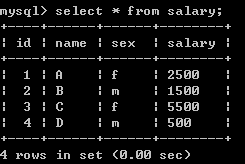 mysql> select * from salary;
+----+------+-----+--------+
| id | name | sex | salary |
+----+------+-----+--------+
| 1 | A | f | 2500 |
| 2 | B | m | 1500 |
| 3 | C | f | 5500 |
| 4 | D | m | 500 |
+----+------+-----+--------+
4 rows in set (0.00 sec)